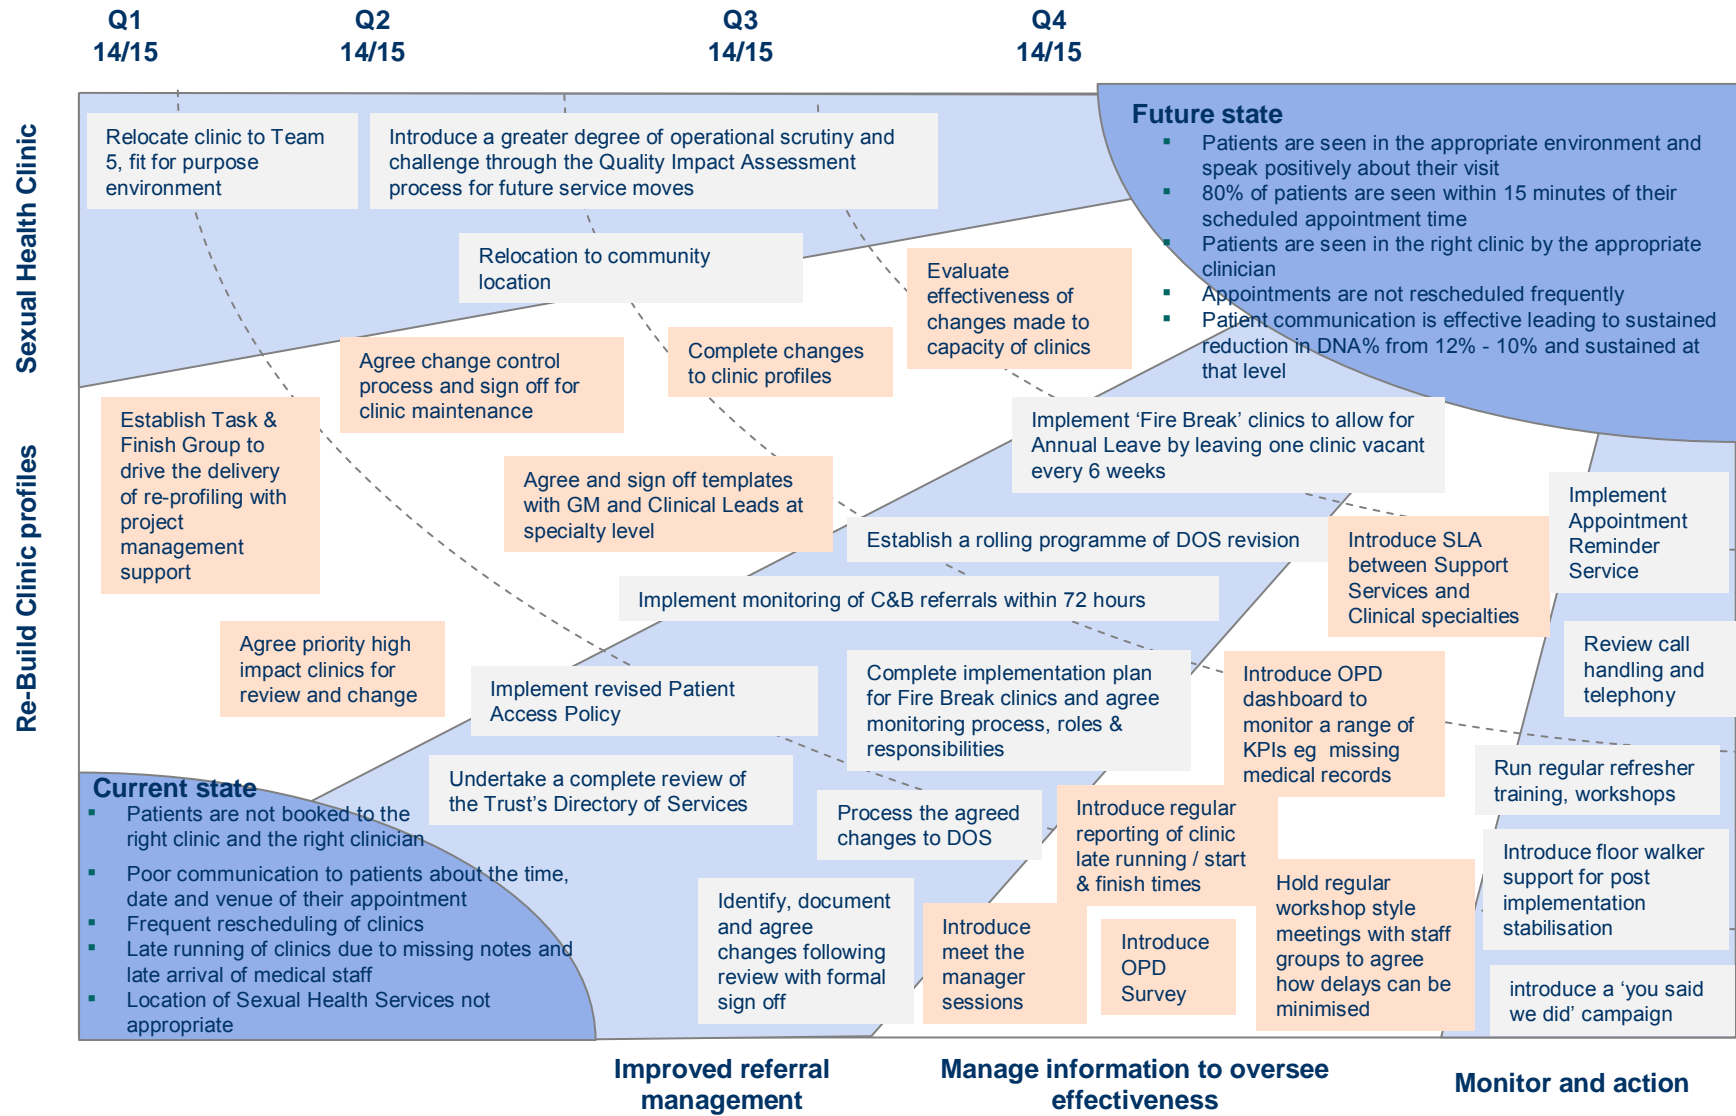 Q1
14/15
Q2
14/15
Q3
14/15
Q4
14/15
Sexual Health Clinic
Re-Build Clinic profiles
Relocate clinic to Team
5, fit for purpose
environment
Introduce a greater degree of operational scrutiny and
challenge through the Quality Impact Assessment
process for future service moves
Relocation to community
location
Future state
▪ Patients are seen in the appropriate environment and
speak positively about their visit
▪ 80% of patients are seen within 15 minutes of their
scheduled appointment time
▪ Patients are seen in the right clinic by the appropriate
clinician
▪ Appointments are not rescheduled frequently
▪ Patient communication is effective leading to sustained
reduction in DNA% from 12% - 10% and sustained at
that level
Evaluate
effectiveness of
changes made to
capacity of clinics
Agree change control
process and sign off for
clinic maintenance
Complete changes
to clinic profiles
Establish Task &
Finish Group to
drive the delivery
of re-profiling with
project
management
support
Agree and sign off templates
with GM and Clinical Leads at
specialty level
Agree priority high
impact clinics for
review and change
Implement ‘Fire Break’ clinics to allow for
Annual Leave by leaving one clinic vacant
every 6 weeks
Establish a rolling programme of DOS revision
Implement monitoring of C&B referrals within 72 hours
Implement revised Patient
Access Policy
Complete implementation plan
for Fire Break clinics and agree
monitoring process, roles &
responsibilities
Undertake a complete review of
the Trust’s Directory of Services
Process the agreed
changes to DOS
Identify, document
and agree
changes following
review with formal
sign off
Introduce SLA
between Support
Services and
Clinical specialties
Introduce OPD
dashboard to
monitor a range of
KPIs eg missing
medical records
Introduce regular
reporting of clinic
late running / start
& finish times
Introduce
meet the
manager
sessions
Introduce
OPD
Survey
Hold regular
workshop style
meetings with staff
groups to agree
how delays can be
minimised
Implement
Appointment
Reminder
Service
Review call
handling and
telephony
Run regular refresher
training, workshops
Introduce floor walker
support for post
implementation
stabilisation
introduce a ‘you said
we did’ campaign
Current state
▪ Patients are not booked to the
right clinic and the right clinician
▪ Poor communication to patients about the time,
date and venue of their appointment
▪ Frequent rescheduling of clinics
▪ Late running of clinics due to missing notes and
late arrival of medical staff
▪ Location of Sexual Health Services not
appropriate
Improved referral
management
Manage information to oversee
effectiveness
Monitor and action